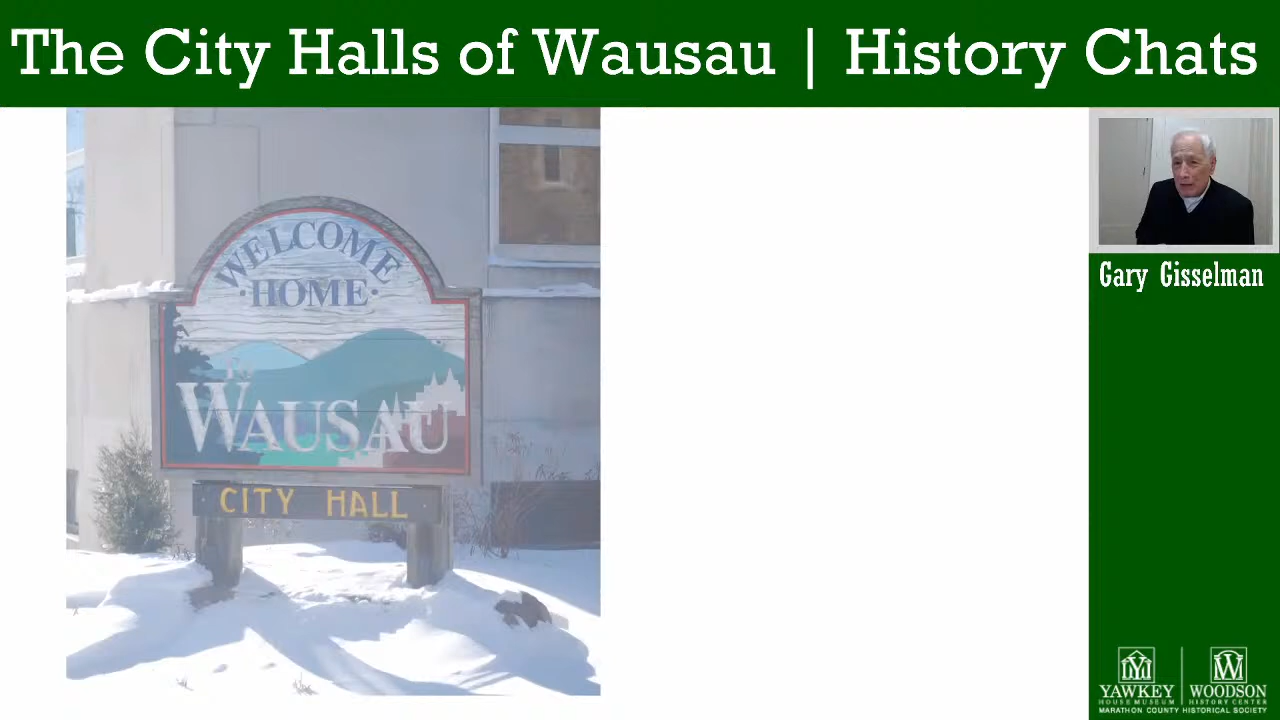 The City Halls of Wausau | History Chats
WELCOME
·HOME·
WAUSAU
CITY HALL
Gary Gisselman
YAWKEY
HOUSE MUSEUM
WOODSON
HISTORY CENTER
MARATHON COUNTY HISTORICAL SOCIETY